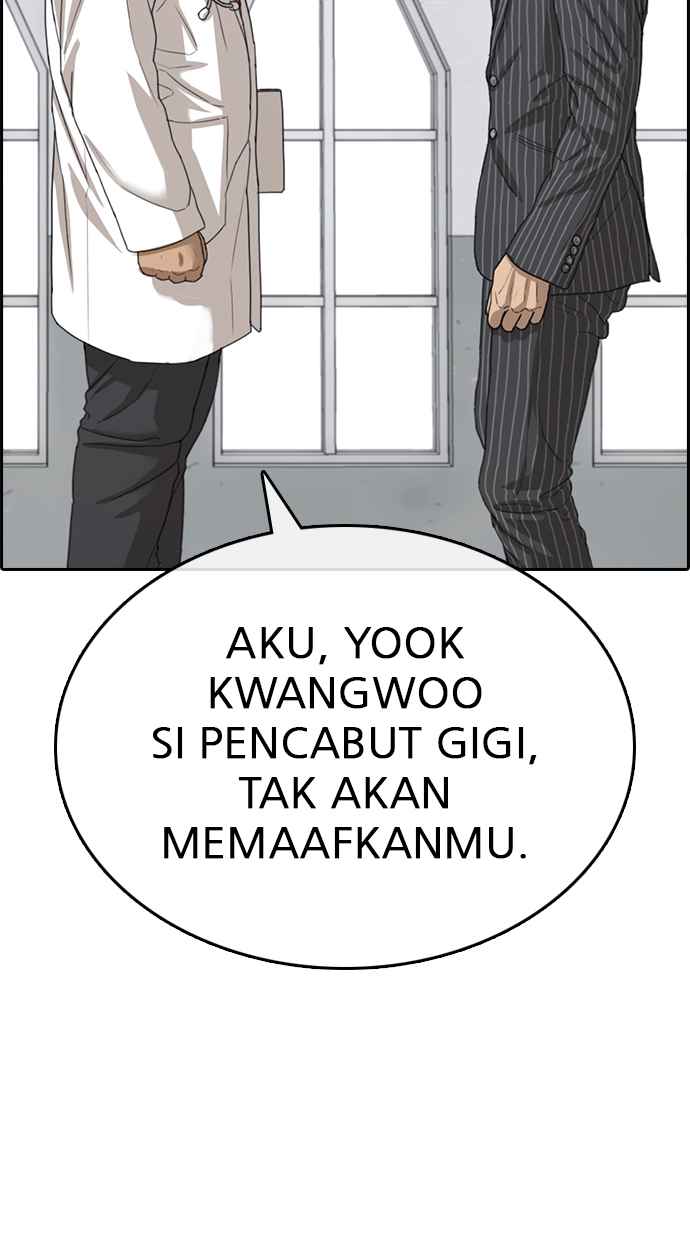 AKU, YOOK
KWANGWOO
SI PENCABUT GIGI,
TAK AKAN
MEMAAFKANMU.